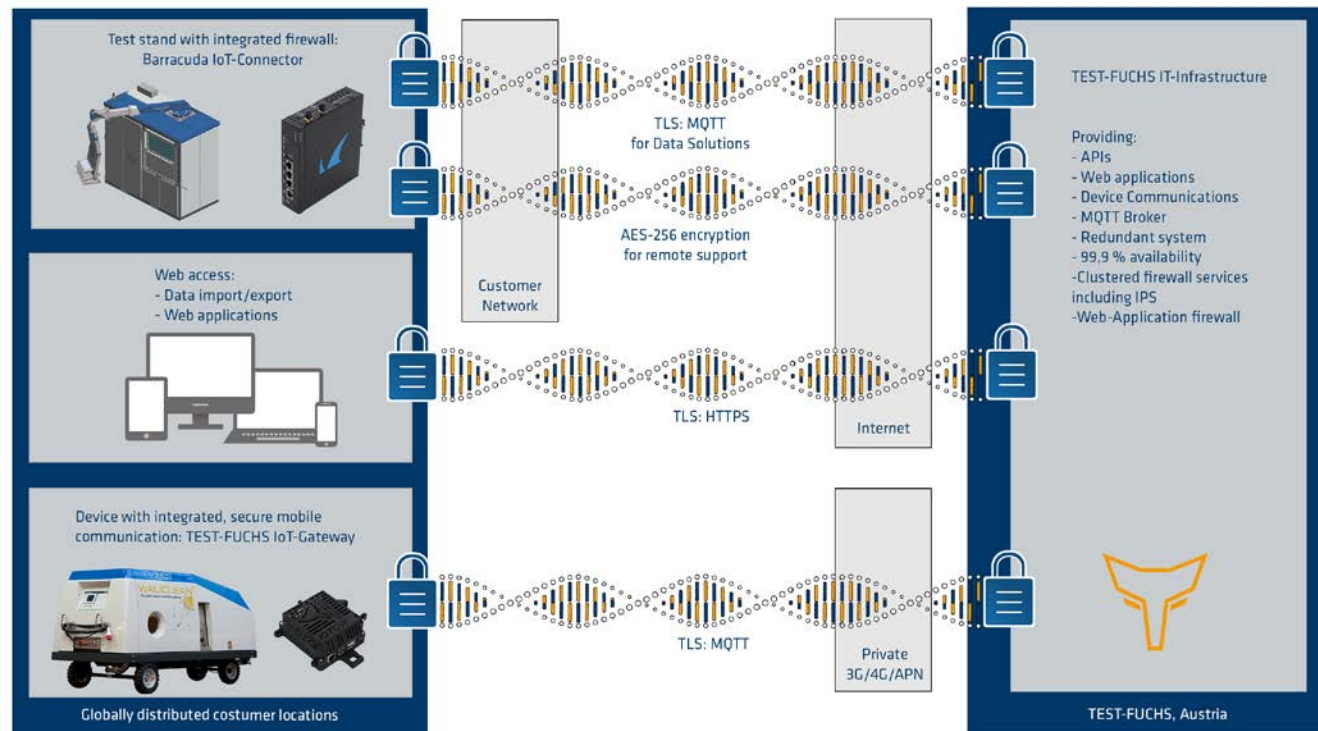 Test stand with integrated firewall:
Barracuda IoT-Connector
Web access:
- Data import/export
- Web applications
Device with integrated, secure mobile
communication: TEST-FUCHS IoT-Gateway
WALICLEAN
Globally distributed costumer locations
TLS: MQTT
for Data Solutions
AES-256 encryption
for remote support
Customer
Network
TLS: HTTPS
Internet
TLS: MQTT
Private
3G/4G/APN
TEST-FUCHS IT-Infrastructure
Providing:
- APIs
- Web applications
- Device Communications
- MQTT Broker
- Redundant system
- 99,9 % availability
-Clustered firewall services
including IPS
-Web-Application firewall
TEST-FUCHS, Austria